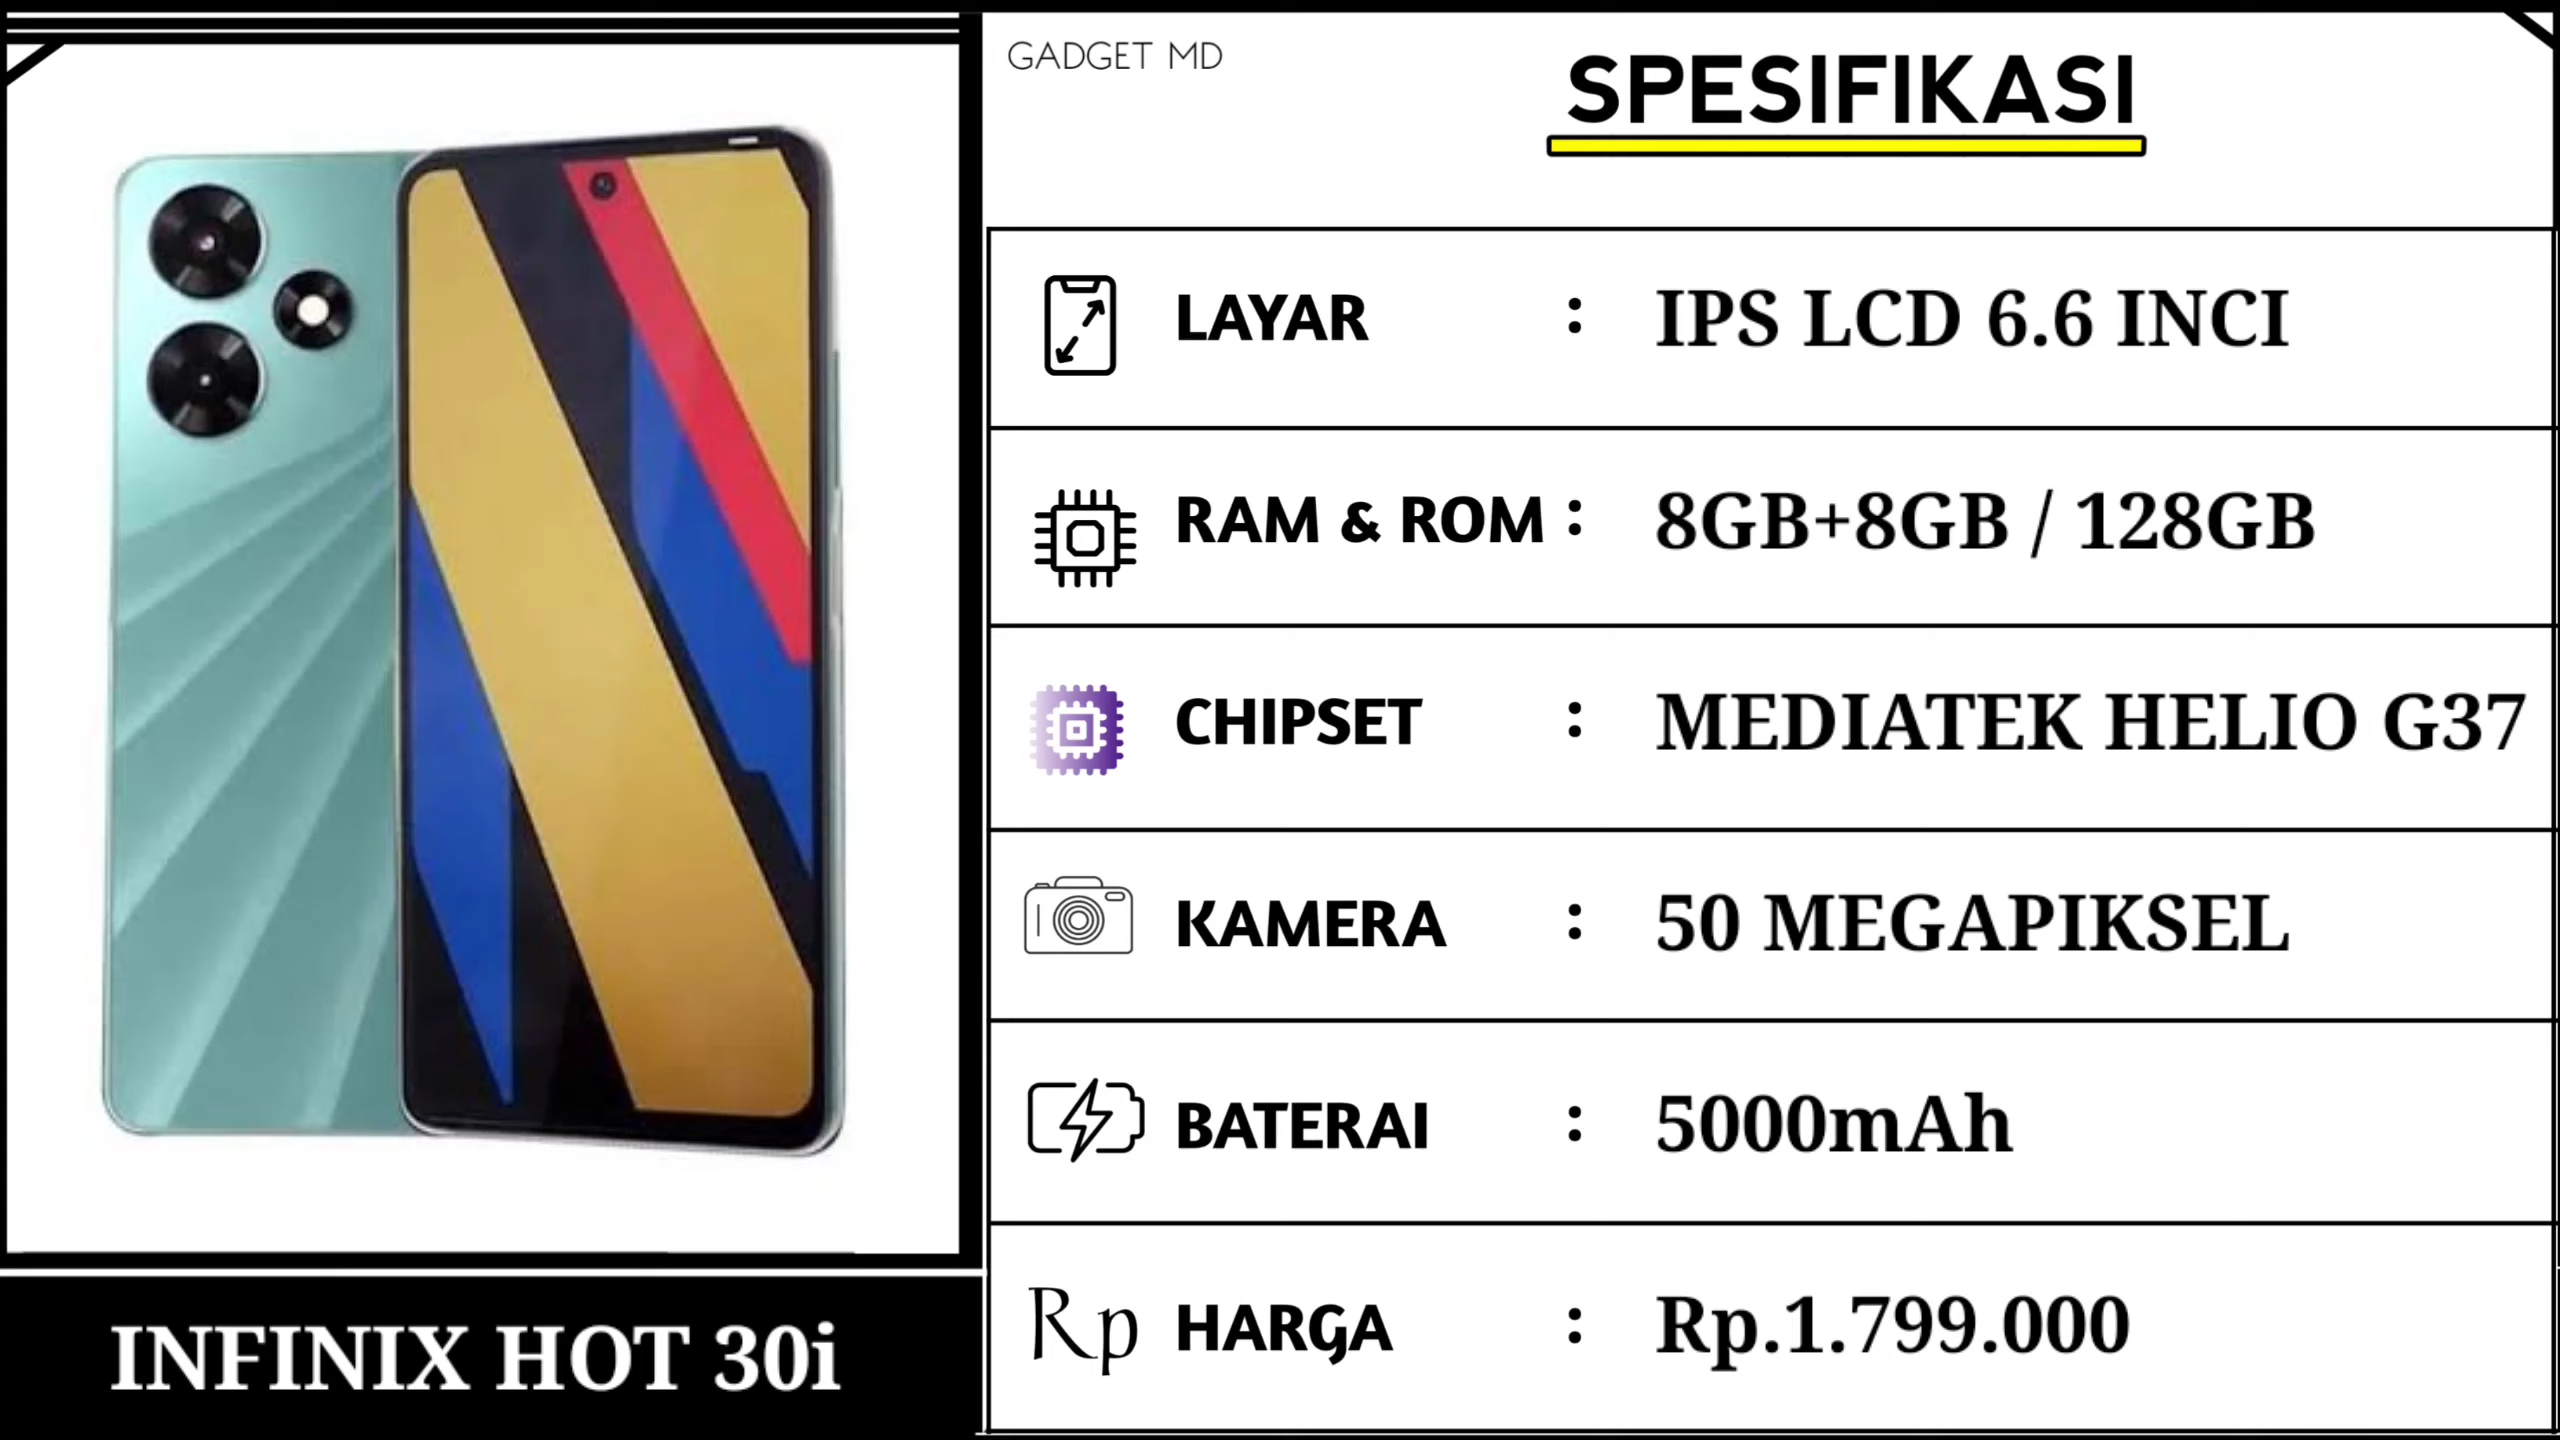 GADGET MD
SPESIFIKASI
LAYAR : IPS LCD 6.6 INCI
RAM & ROM : 8GB+8GB / 128GB
CHIPSET : MEDIATEK HELIO G37
KAMERA : 50 MEGAPIKSEL
BATERAI : 5000mAh
Rp HARGA : Rp.1.799.000
INFINIX HOT 30i